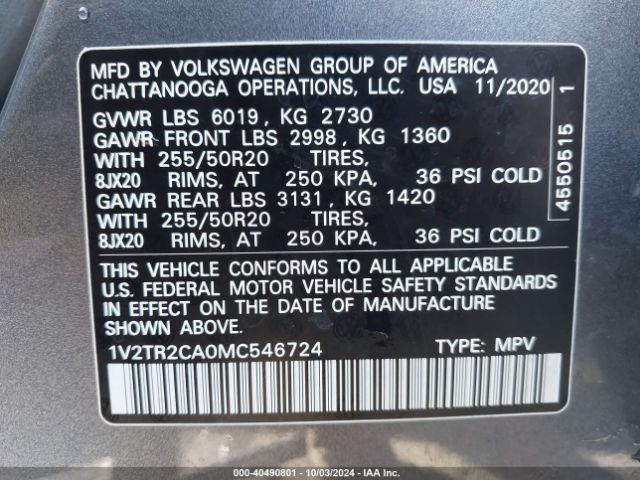 MFD BY VOLKSWAGEN GROUP OF AMERICA
CHATTANOOGA OPERATIONS, LLC. USA 11/2020
GVWR LBS 6019, KG 2730
GAWR FRONT LBS 2998, KG 1360
WITH 255/50R20 TIRES,
8JX20 RIMS, AT 250 KPA, 36 PSI COLD
GAWR REAR LBS 3131, KG 1420
WITH 255/50R20 TIRES,
8JX20 RIMS, AT 250 KPA, 36 PSI COLD
THIS VEHICLE CONFORMS TO ALL APPLICABLE
U.S. FEDERAL MOTOR VEHICLE SAFETY STANDARDS
IN EFFECT ON THE DATE OF MANUFACTURE
SHOWN ABOVE
1V2TR2CA0MC546724 TYPE: MPV
4550515 1
000-40490801 - 10/03/2024 - IAA Inc.